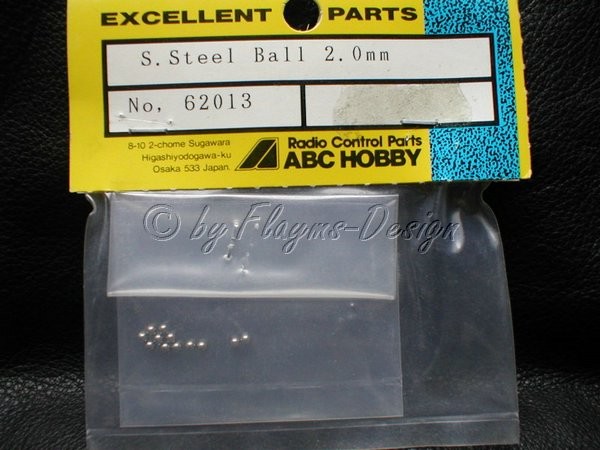 EXCELLENT PARTS
S.Steel Ball 2.0mm
No, 62013
8-10 2-chome Sugawara
Higashiyodogawa-ku
Osaka 533 Japan
Radio Control Parts
ABC HOBBY
© by Flayms-Design